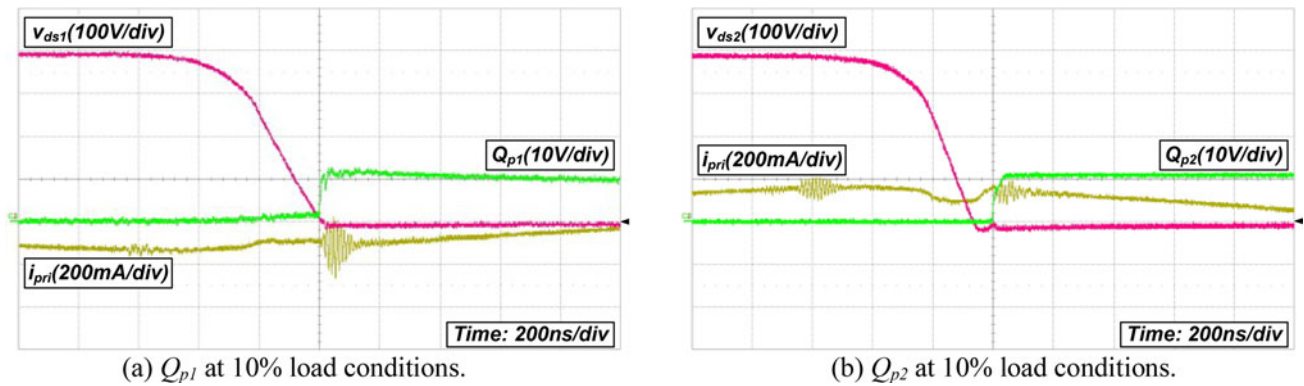 v_ds1(100V/div)
Q_p1(10V/div)
i_pri(200mA/div)
Time: 200ns/div
(a) Q_p1 at 10% load conditions.
v_ds2(100V/div)
i_pri(200mA/div)
Q_p2(10V/div)
Time: 200ns/div
(b) Q_p2 at 10% load conditions.